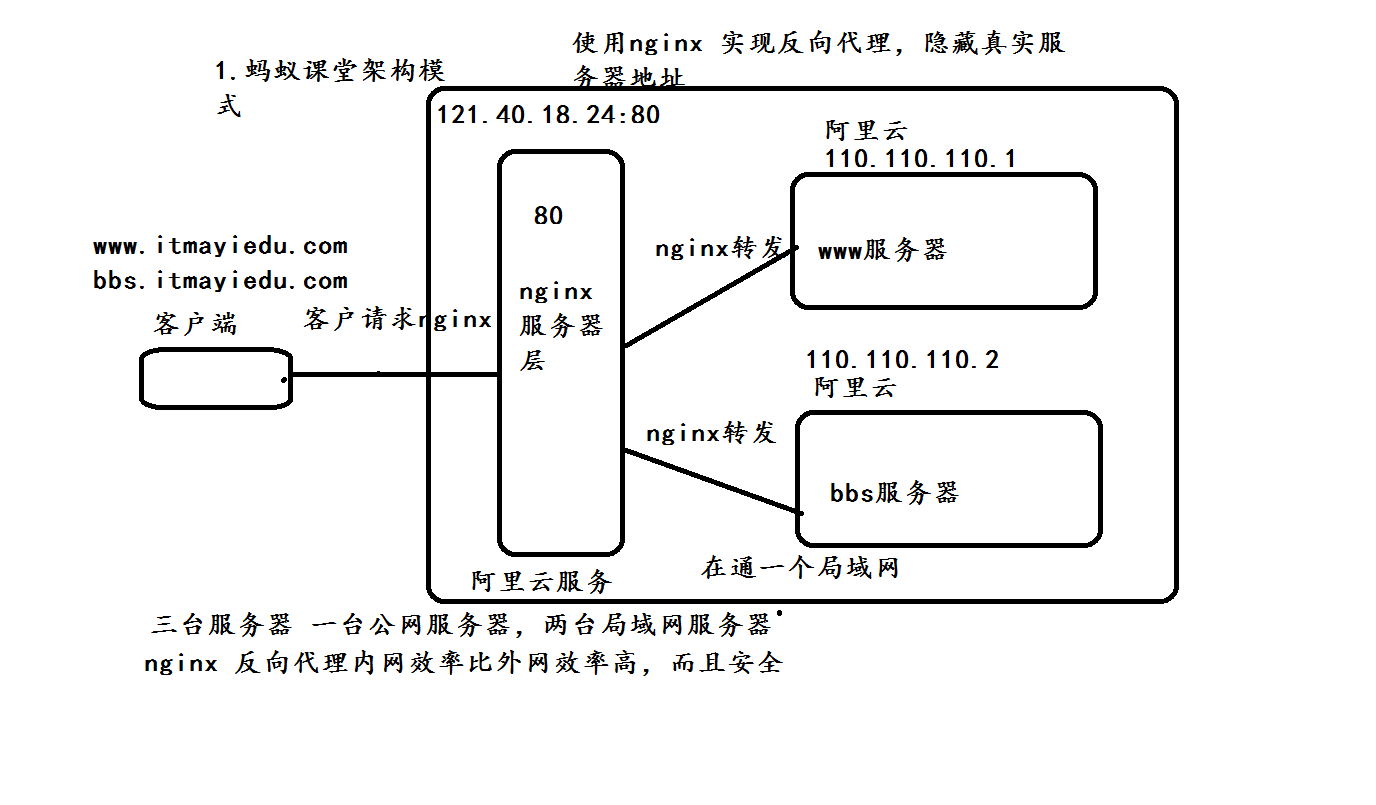 使用nginx 实现反向代理，隐藏真实服
务器地址
1.蚂蚁课堂架构模
式
121.40.18.24:80
阿里云
110.110.110.1
80
www.itmayiedu.com
bbs.itmayiedu.com
nginx转发
www服务器
nginx
服务器
层
客户端
客户请求nginx
110.110.110.2
阿里云
nginx转发
bbs服务器
在通一个局域网
阿里云服务
三台服务器 一台公网服务器，两台局域网服务器
nginx 反向代理内网效率比外网效率高，而且安全